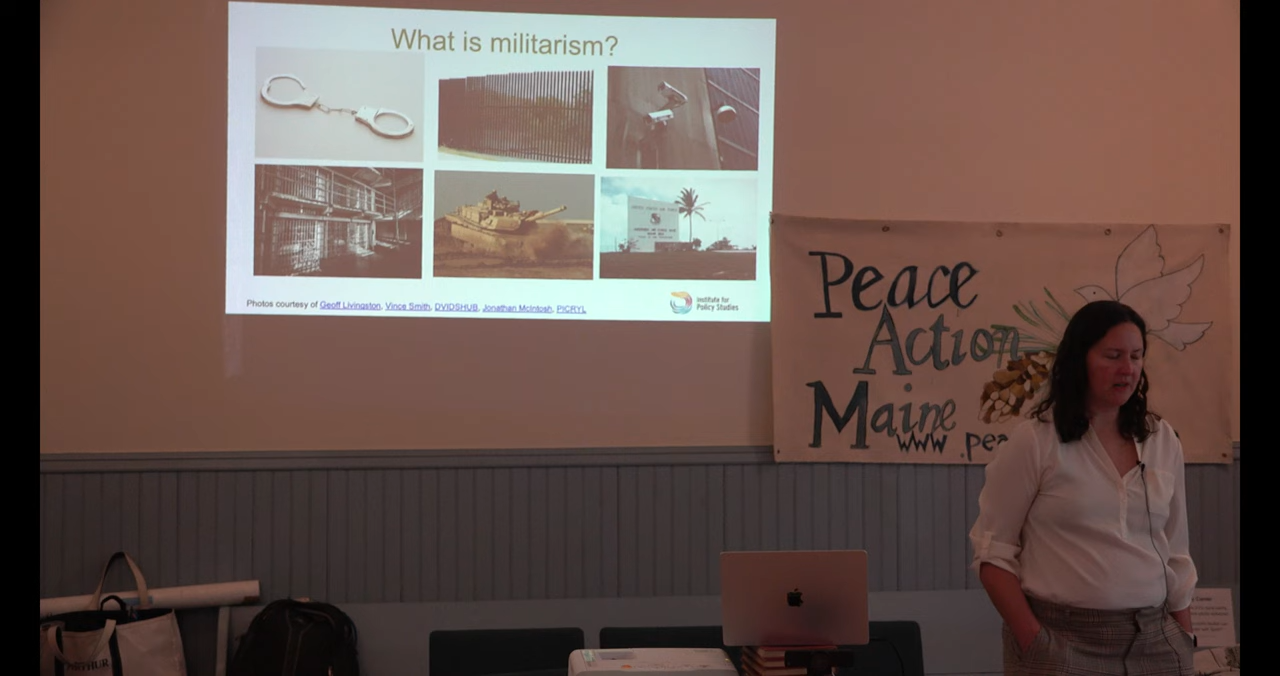 What is militarism?
Photos courtesy of Geoff Livingston, Vince Smith, DVIDSHUB, Jonathan McIntosh, PICRYL
Institute for
Policy Studies
Peace
Action
Maine
www.pea